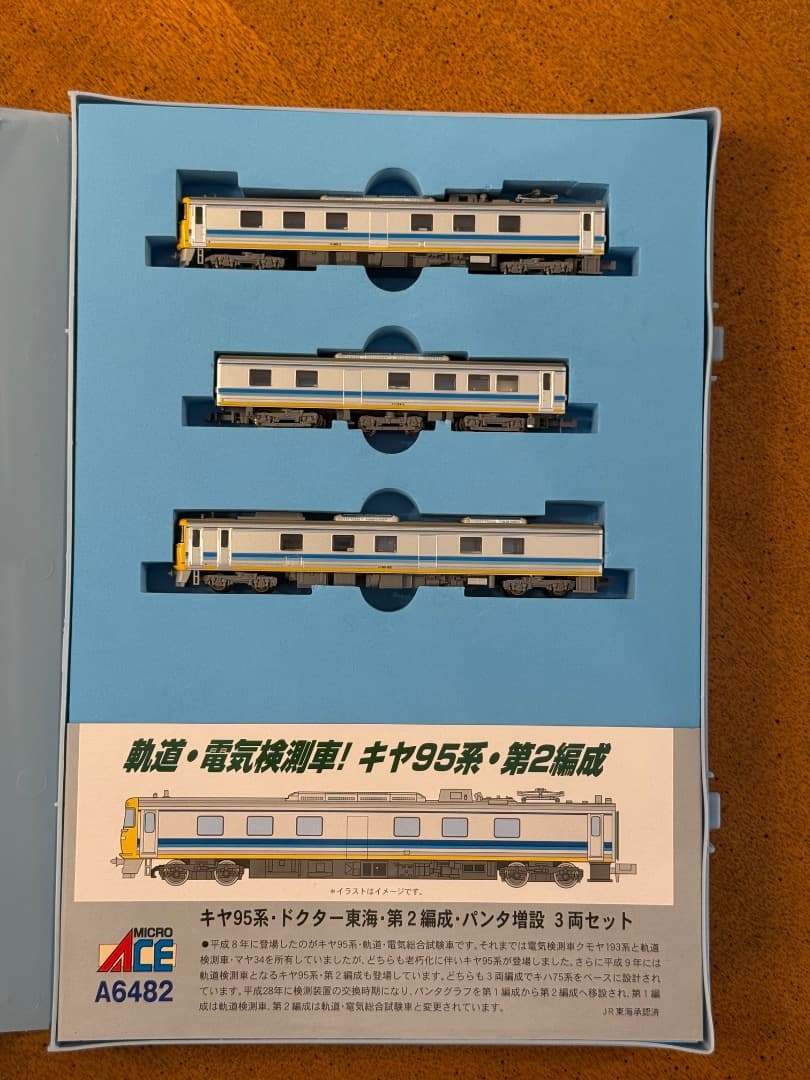 軌道・電気検測車!キヤ95系・第2編成
※イラストはイメージです。
キヤ95系・ドクター東海・第2編成・パンタ増設 3両セット
MICRO
ACE
A6482
●平成8年に登場したのがキヤ95系・軌道・電気総合試験車です。それまでは電気検測車クモヤ193系と軌道
検測車・マヤ34を所有していましたが、どちらも老朽化に伴いキヤ95系が登場しました。さらに平成9年には
軌道検測車となるキヤ95系・第2編成も登場しています。どちらも3両編成でキハ75系をベースに設計され
ています。平成28年に検測装置の交換時期になり、パンタグラフを第1編成から第2編成へ移設され、第1編
成は軌道検測車、第2編成は軌道・電気総合試験車と変更されています。
JR東海承認済